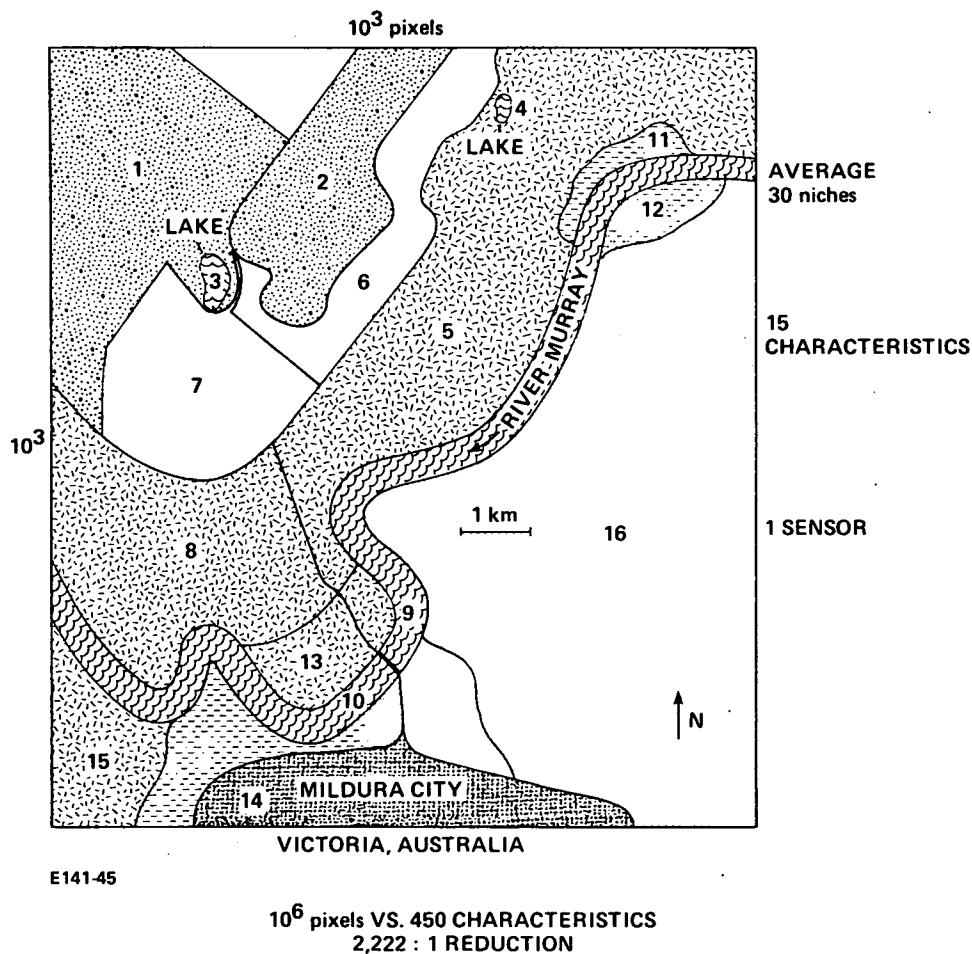 10³ pixels
4
LAKE
11
1
2
AVERAGE
30 niches
12
LAKE
3
6
5
15
CHARACTERISTICS
RIVER MURRAY
7
10³
1 km
16
1 SENSOR
8
9
13
10
N
15
MILDURA CITY
14
VICTORIA, AUSTRALIA
E141-45
10⁶ pixels VS. 450 CHARACTERISTICS
2,222 : 1 REDUCTION